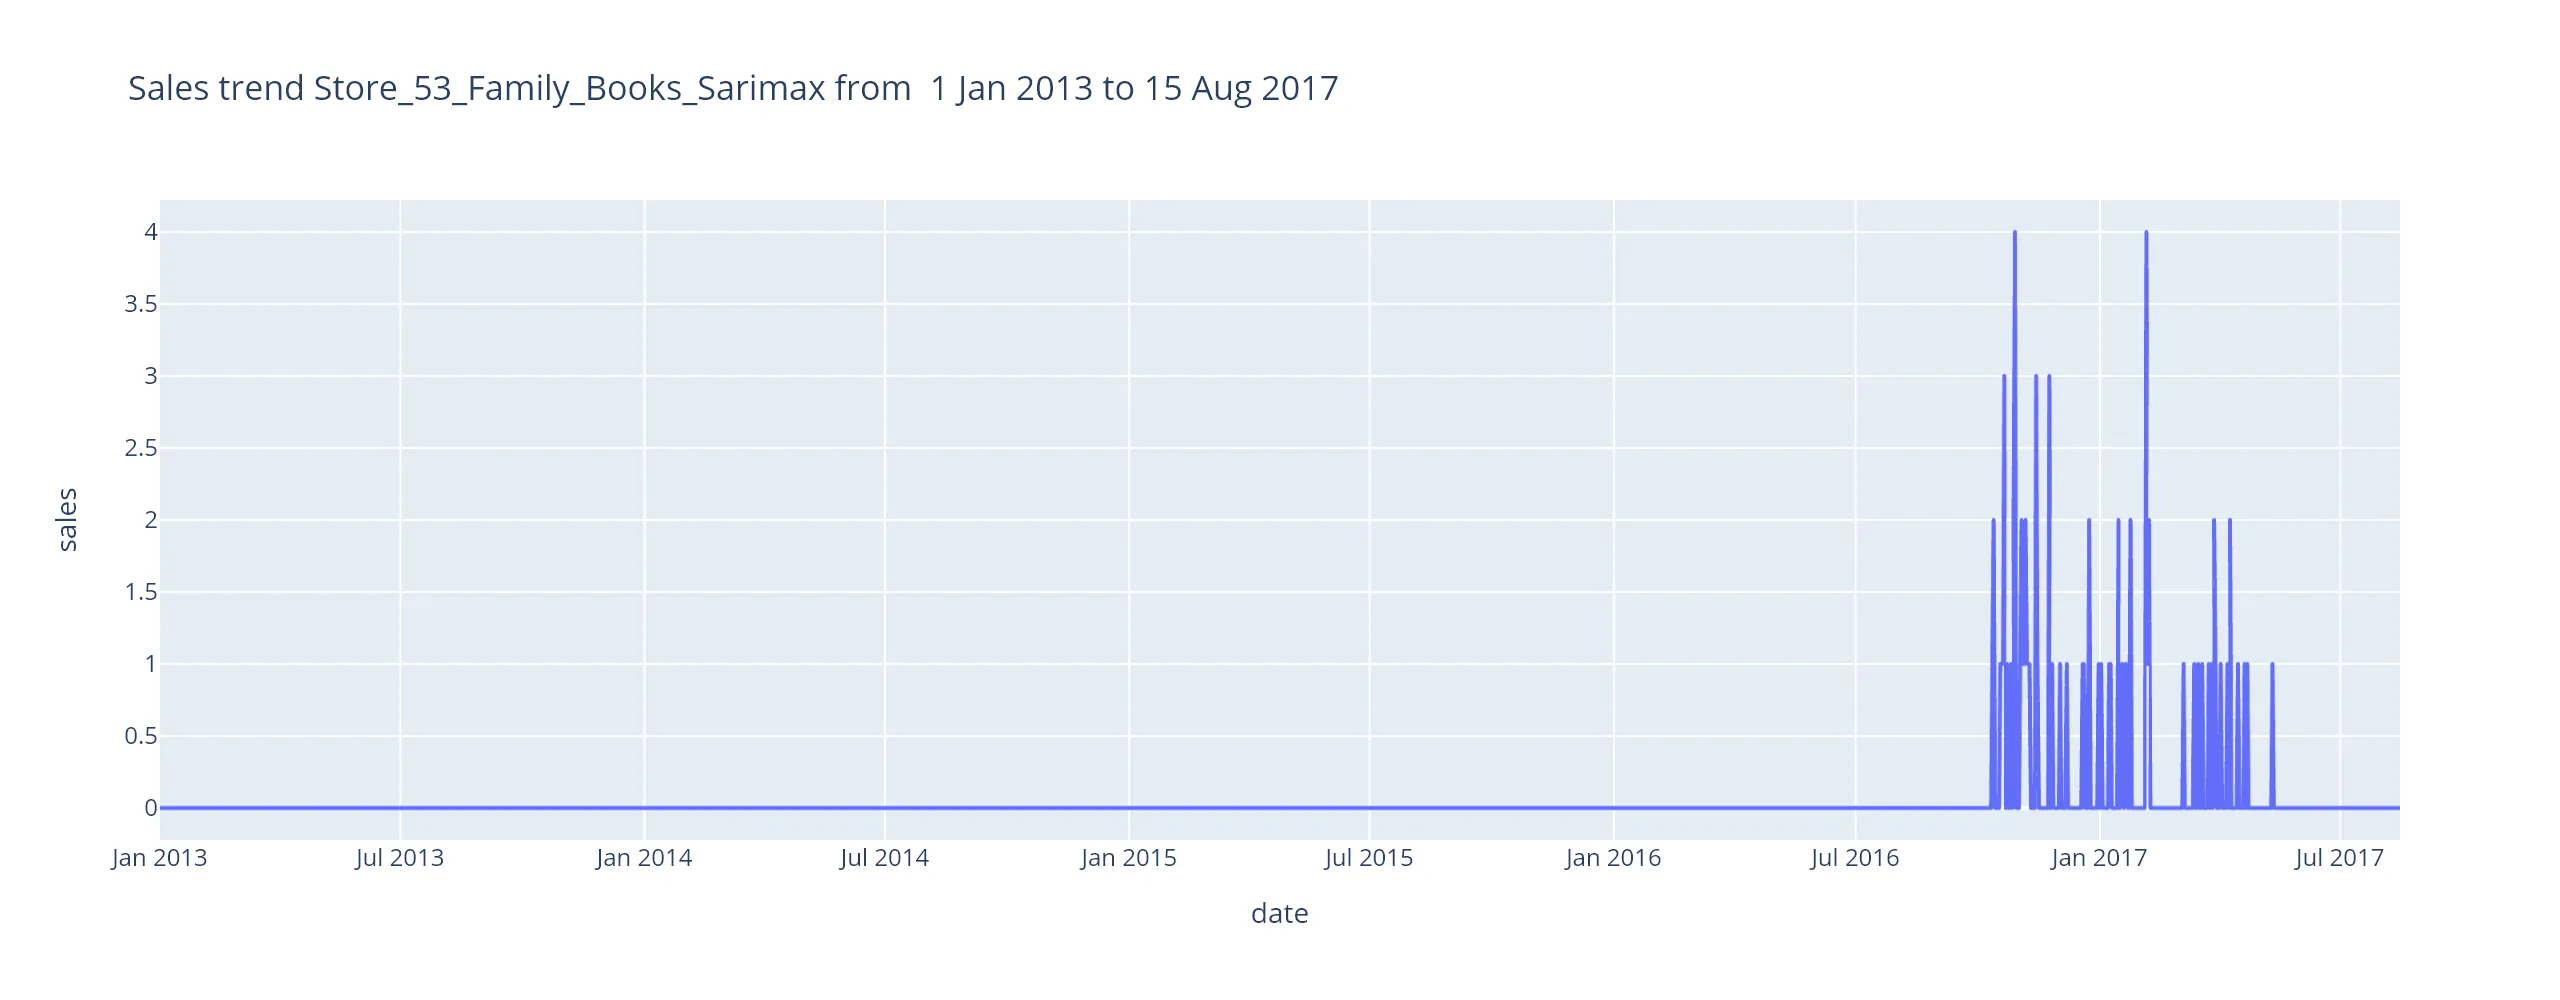 Sales trend Store_53_Family_Books_Sarimax from  1 Jan 2013 to 15 Aug 2017
4
3.5
3
2.5
2
1.5
1
0.5
0
sales
Jan 2013 Jul 2013 Jan 2014 Jul 2014 Jan 2015 Jul 2015 Jan 2016 Jul 2016 Jan 2017 Jul 2017
date